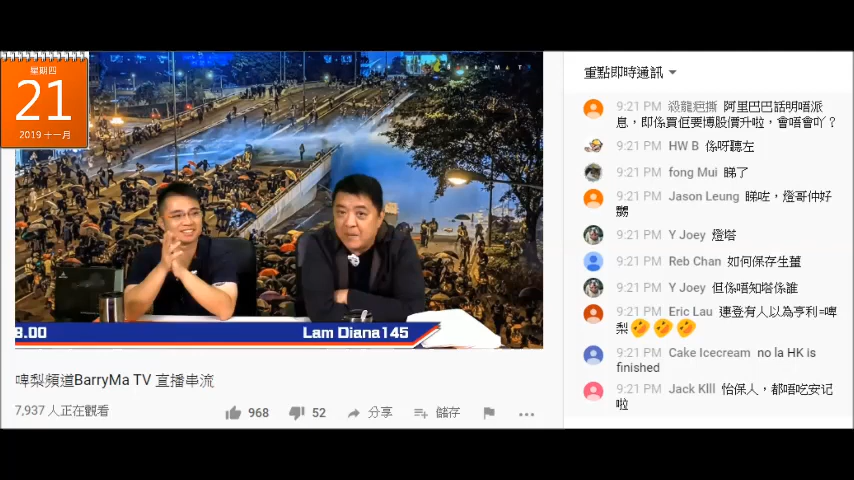 星期四
21
2019 十一月
BARRYMATV
8.00
Lam Diana145
啤梨頻道BarryMa TV 直播串流
7,937 人正在觀看
968
52
分享
儲存
重點即時通訊
9:21 PM 殺龍疤撕 阿里巴巴話明唔派
息，即係買佢要博股價升啦，會唔會吖？
9:21 PM HW B 係呀聽左
9:21 PM fong Mui 睇了
9:21 PM Jason Leung 睇咗，燈哥仲好
嬲
9:21 PM Y Joey 燈塔
9:21 PM Reb Chan 如何保存生薑
9:21 PM Y Joey 但係唔知塔係誰
9:21 PM Eric Lau 連登有人以為亨利=啤
梨🤣🤣🤣
9:21 PM Cake Icecream no la HK is
finished
9:21 PM Jack Klll 怡保人，都唔吃安记
啦